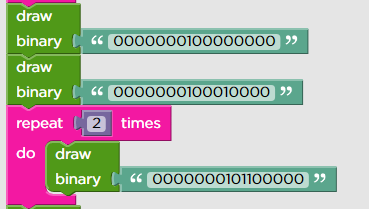 draw
binary “ 0000000100000000 ”
draw
binary “ 0000000100010000 ”
repeat 2 times
do draw
binary “ 0000000101100000 ”